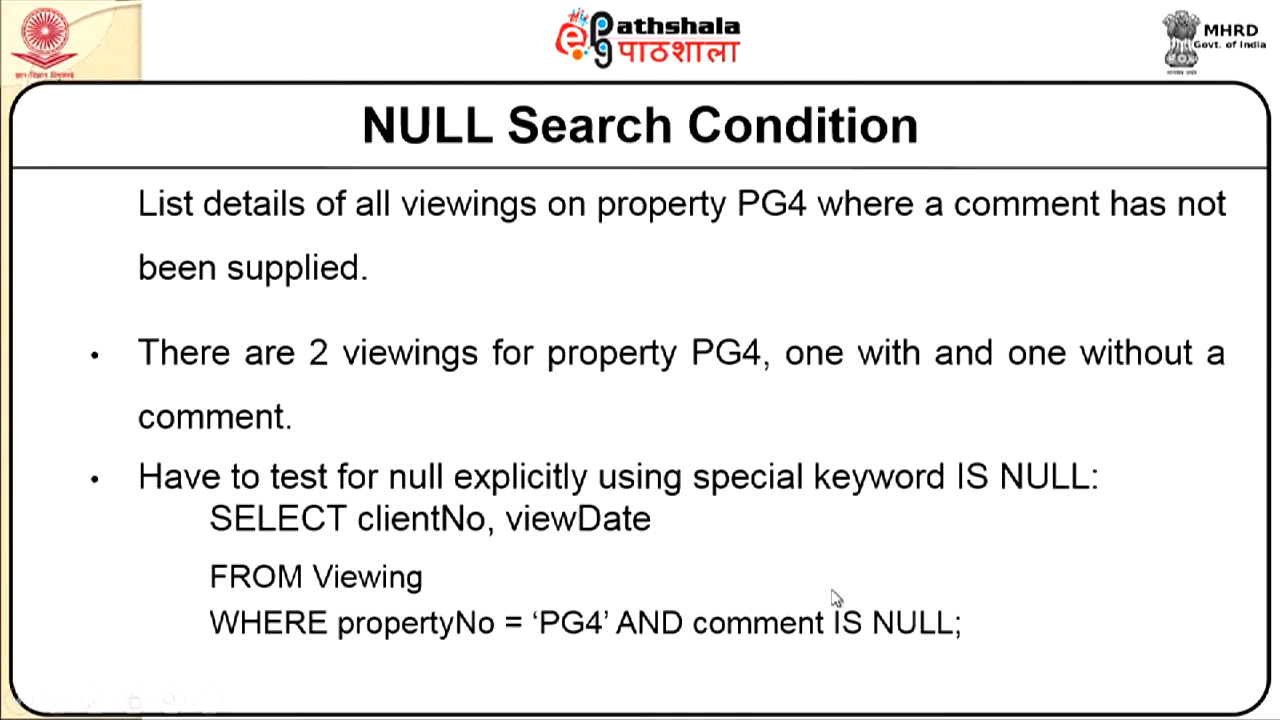 ePathshala
पाठशाला
MHRD
Govt. of India
NULL Search Condition
List details of all viewings on property PG4 where a comment has not
been supplied.
• There are 2 viewings for property PG4, one with and one without a
comment.
• Have to test for null explicitly using special keyword IS NULL:
SELECT clientNo, viewDate
FROM Viewing
WHERE propertyNo = ‘PG4’ AND comment IS NULL;